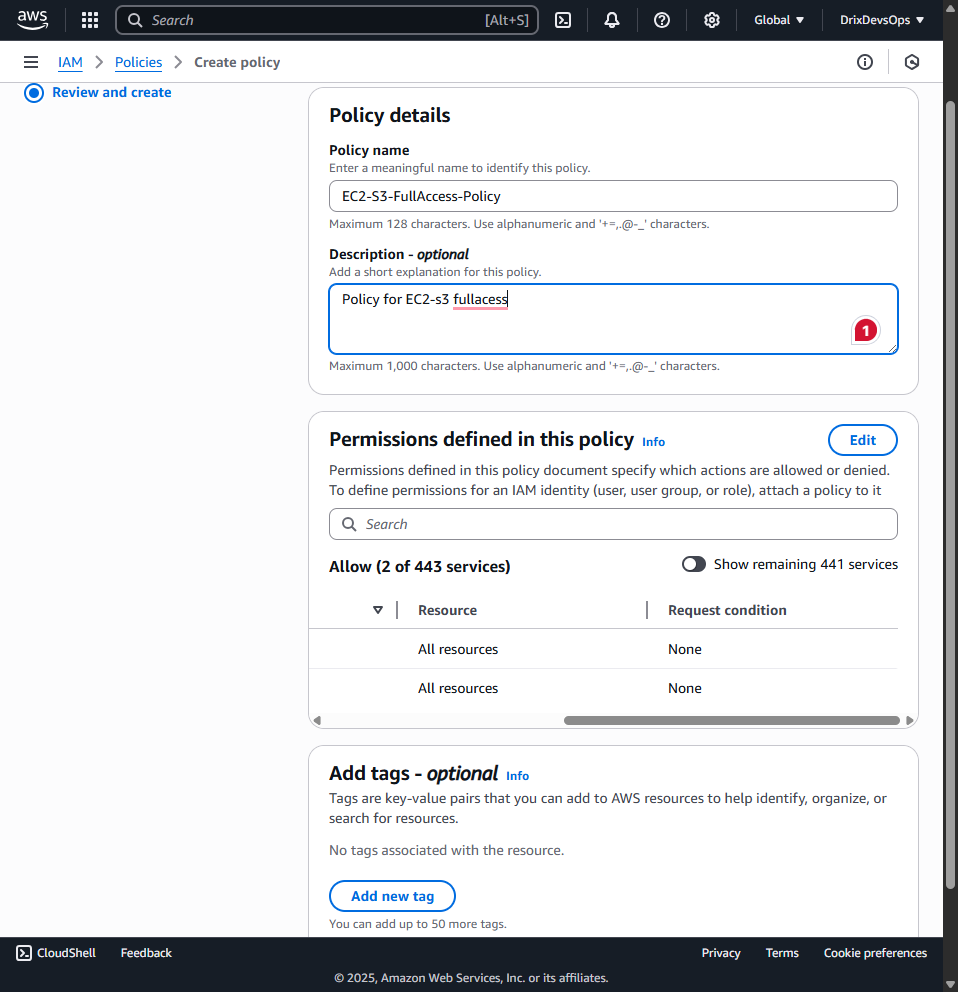 aws
Search [Alt+S]
Global
DrixDevsOps
IAM
Policies
Create policy
Review and create
Policy details
Policy name
Enter a meaningful name to identify this policy.
EC2-S3-FullAccess-Policy
Maximum 128 characters. Use alphanumeric and '+=,.@-_' characters.
Description - optional
Add a short explanation for this policy.
Policy for EC2-s3 fullacess
1
Maximum 1,000 characters. Use alphanumeric and '+=,.@-_' characters.
Permissions defined in this policy Info
Edit
Permissions defined in this policy document specify which actions are allowed or denied.
To define permissions for an IAM identity (user, user group, or role), attach a policy to it
Search
Allow (2 of 443 services)
Show remaining 441 services
Resource Request condition
All resources None
All resources None
Add tags - optional Info
Tags are key-value pairs that you can add to AWS resources to help identify, organize, or
search for resources.
No tags associated with the resource.
Add new tag
You can add up to 50 more tags.
CloudShell Feedback
Privacy Terms Cookie preferences
© 2025, Amazon Web Services, Inc. or its affiliates.